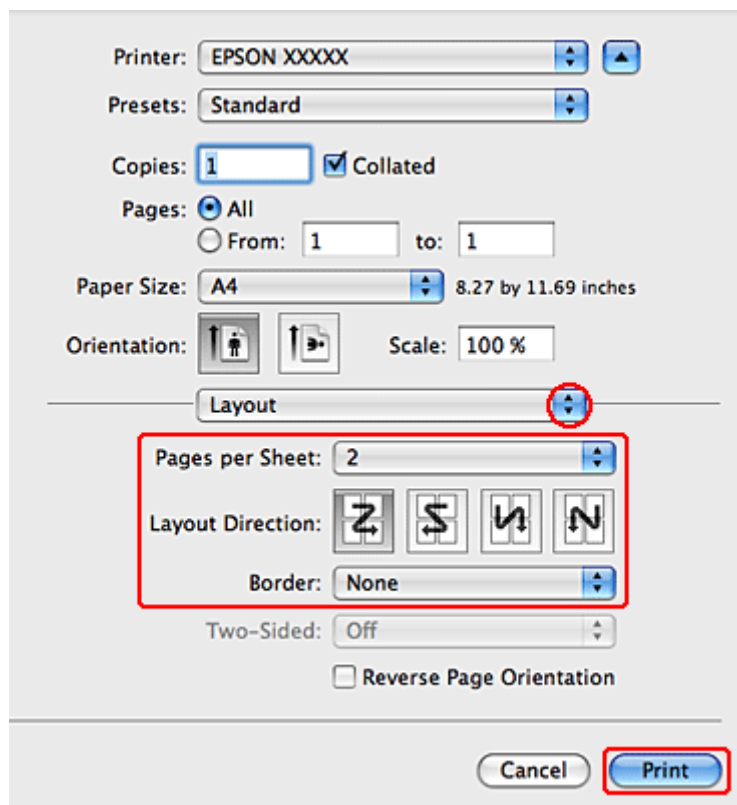 Printer: EPSON XXXXX
Presets: Standard
Copies: 1 Collated
Pages: All
From: 1 to: 1
Paper Size: A4 8.27 by 11.69 inches
Orientation: Scale: 100 %
Layout
Pages per Sheet: 2
Layout Direction:
Border: None
Two-Sided: Off
Reverse Page Orientation
Cancel Print